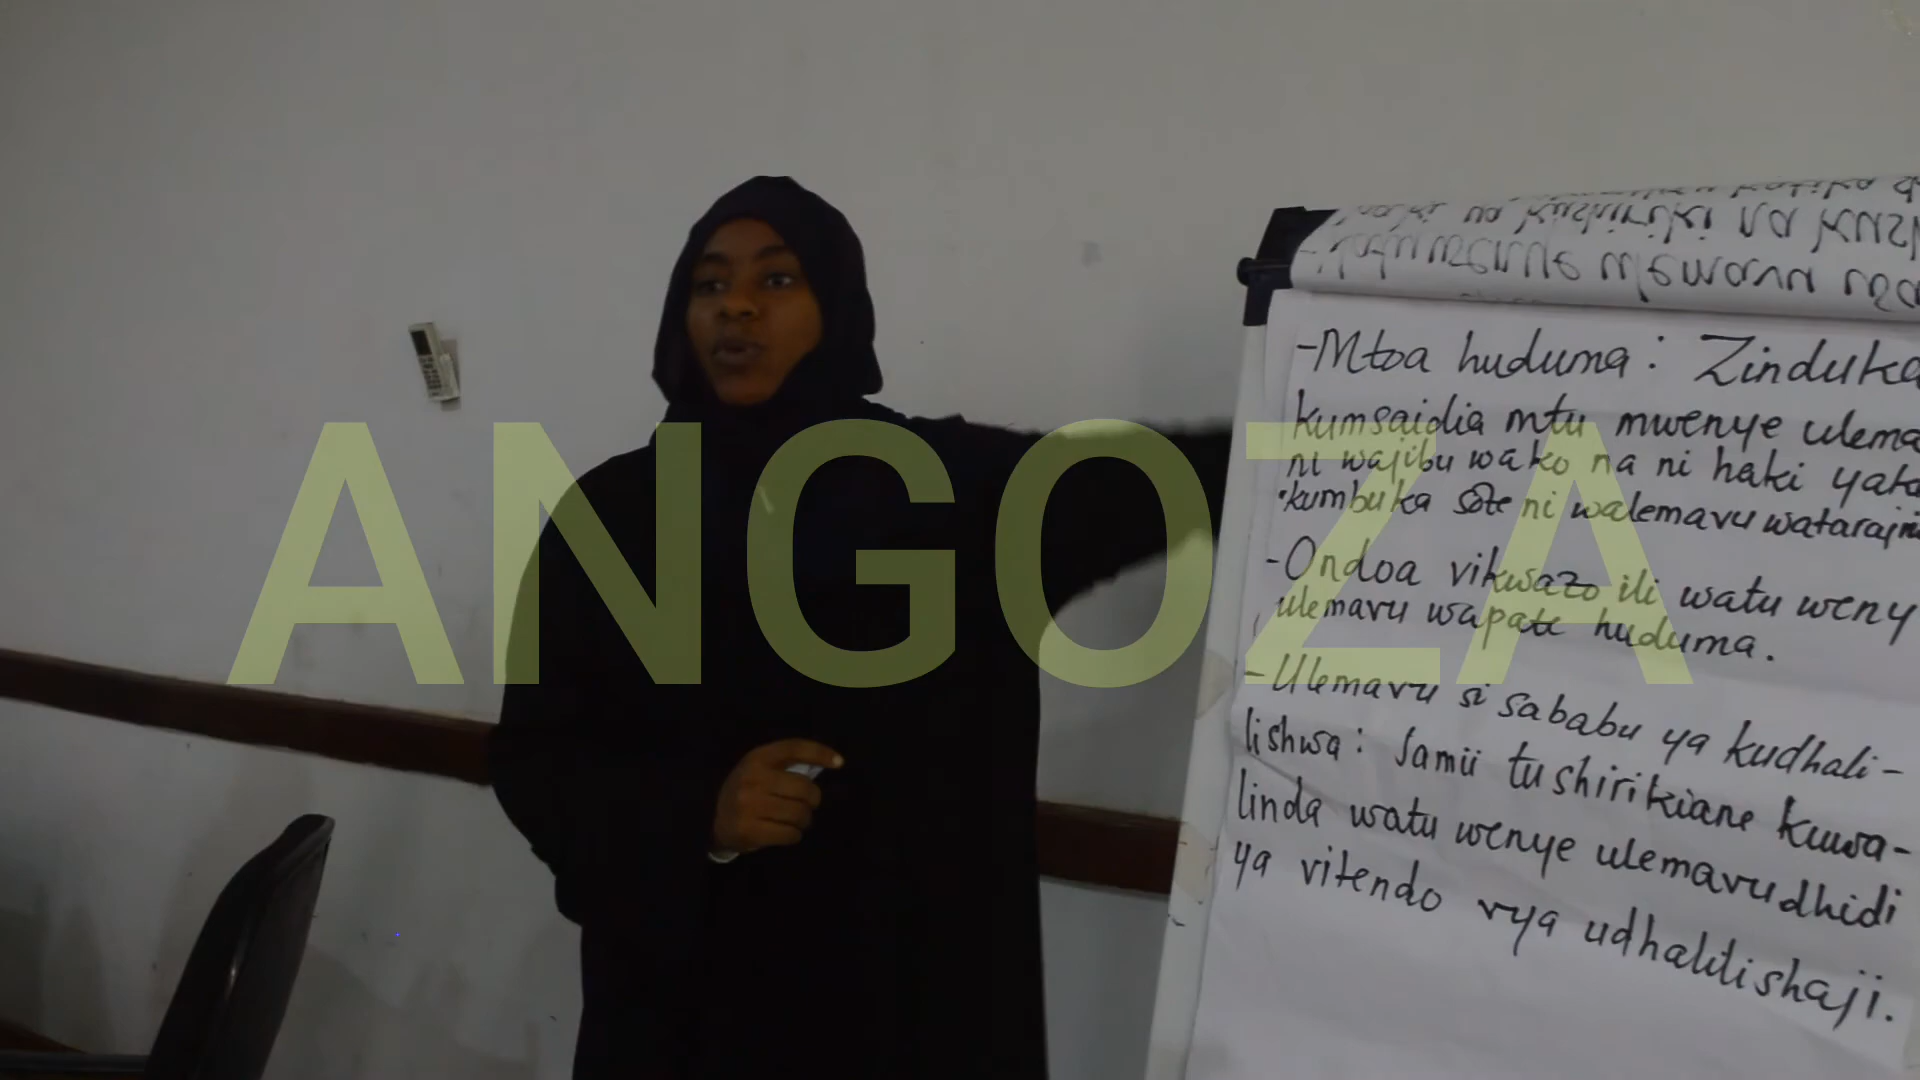 ANGOZA
-Mtoa huduma: Zinduka
kumsaidia mtu mwenye ulema
ni wajibu wako na ni haki yaka
•kumbuka sote ni walemavu watarajiwa
-Ondoa vikwazo ili watu weny
ulemavu wapate huduma.
-Ulemavu si sababu ya kudhali-
lishwa: Jamii tushirikiane kuwa-
linda watu wenye ulemavu dhidi
ya vitendo vya udhalilishaji.